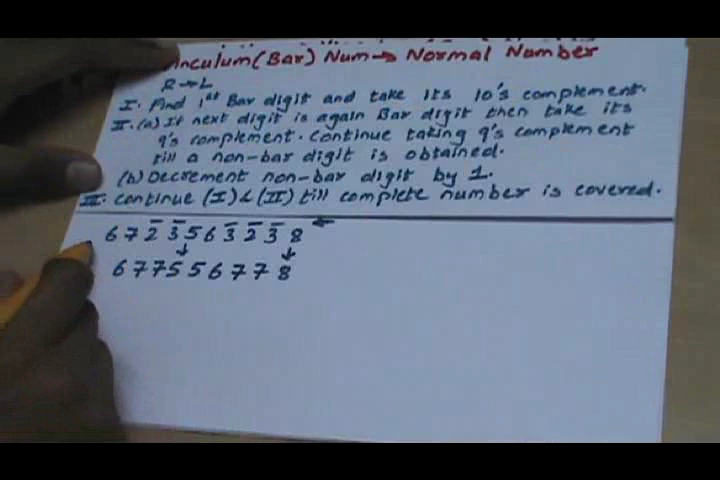 Vinculum(Bar) Num → Normal Number
R → L
I. Find 1st Bar digit and take its 10's complement.
II. (a) If next digit is again Bar digit then take its
9's complement. Continue taking 9's complement
till a non-bar digit is obtained.
(b) Decrement non-bar digit by 1.
III. Continue (I) & (II) till complete number is covered.
6 7 2̅ 3̅ 5 6 3̅ 2̅ 3̅ 8 ←
↓ ↓
6 7 7 5 5 6 7 7 8